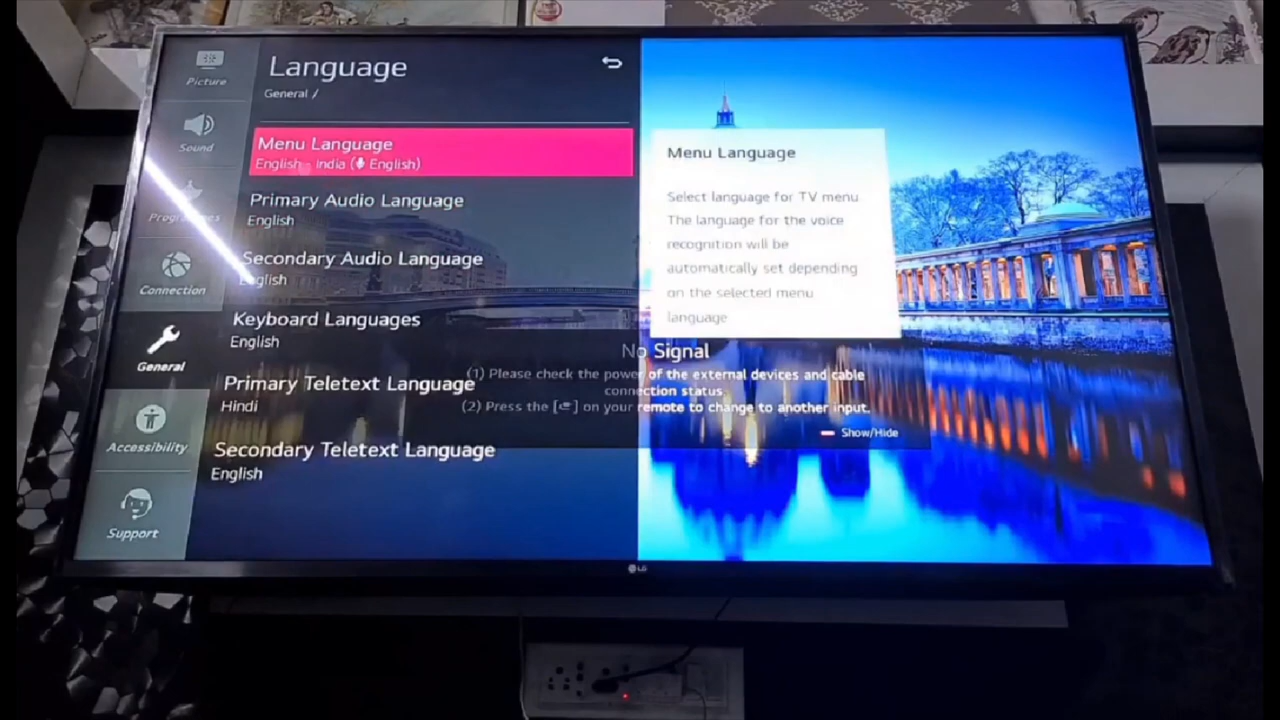 Picture
Sound
Programmes
Connection
General
Accessibility
Support
Language
General /
Menu Language
English - India ( English)
Primary Audio Language
English
Secondary Audio Language
English
Keyboard Languages
English
Primary Teletext Language
Hindi
Secondary Teletext Language
English
Menu Language
Select language for TV menu
The language for the voice
recognition will be
automatically set depending
on the selected menu
language
No Signal
(1) Please check the power of the external devices and cable
connection status.
(2) Press the [ ] on your remote to change to another input.
Show/Hide
LG